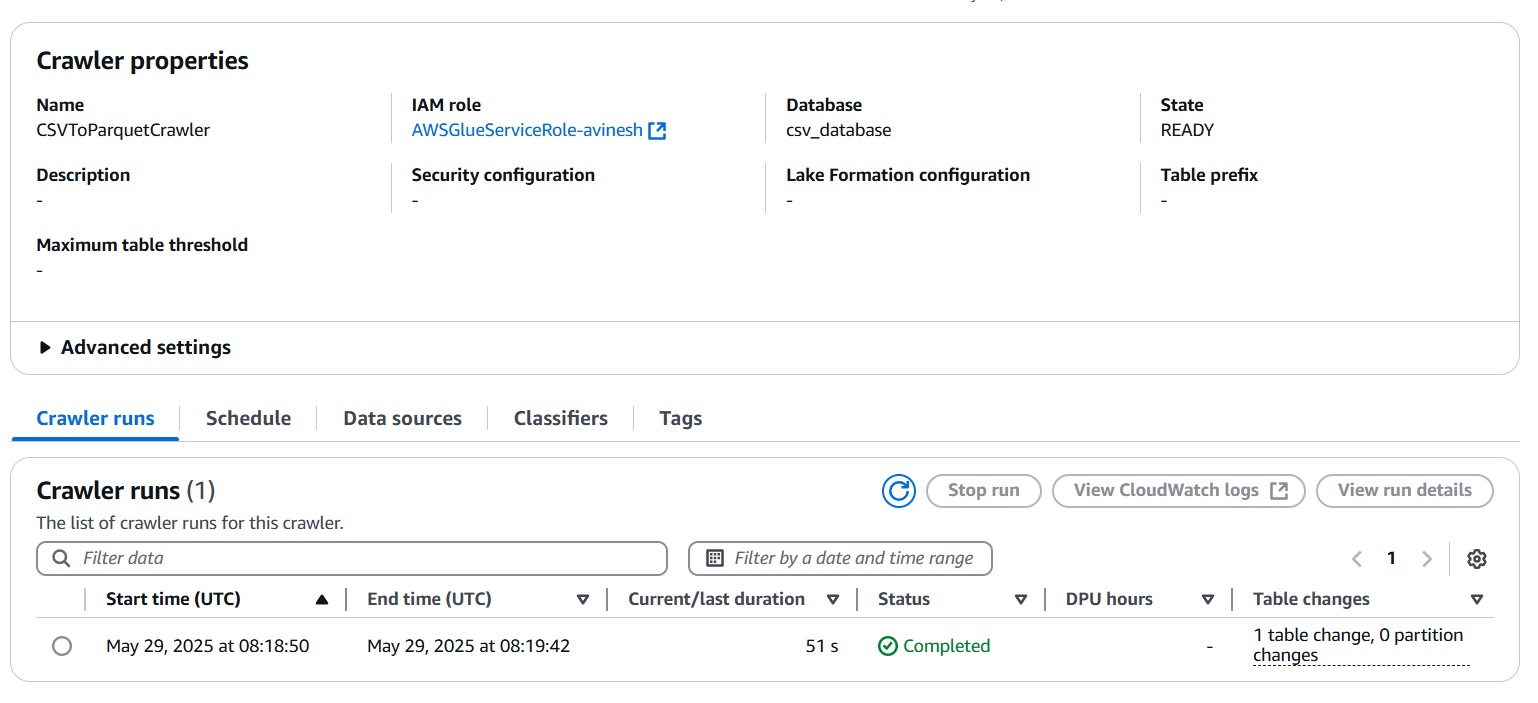 Crawler properties
Name
CSVToParquetCrawler
IAM role
AWSGlueServiceRole-avinesh
Database
csv_database
State
READY
Description
-
Security configuration
-
Lake Formation configuration
-
Table prefix
-
Maximum table threshold
-
Advanced settings
Crawler runs
Schedule
Data sources
Classifiers
Tags
Crawler runs (1)
The list of crawler runs for this crawler.
Stop run
View CloudWatch logs
View run details
Filter data
Filter by a date and time range
1
Start time (UTC)
End time (UTC)
Current/last duration
Status
DPU hours
Table changes
May 29, 2025 at 08:18:50
May 29, 2025 at 08:19:42
51 s
Completed
-
1 table change, 0 partition
changes